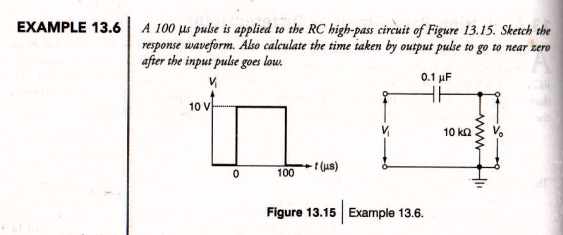 EXAMPLE 13.6
A 100 μs pulse is applied to the RC high-pass circuit of Figure 13.15. Sketch the
response waveform. Also calculate the time taken by output pulse to go to near zero
after the input pulse goes low.
Vi
10 V
0
100
t (μs)
0.1 μF
Vi
10 kΩ
Vo
Figure 13.15 Example 13.6.